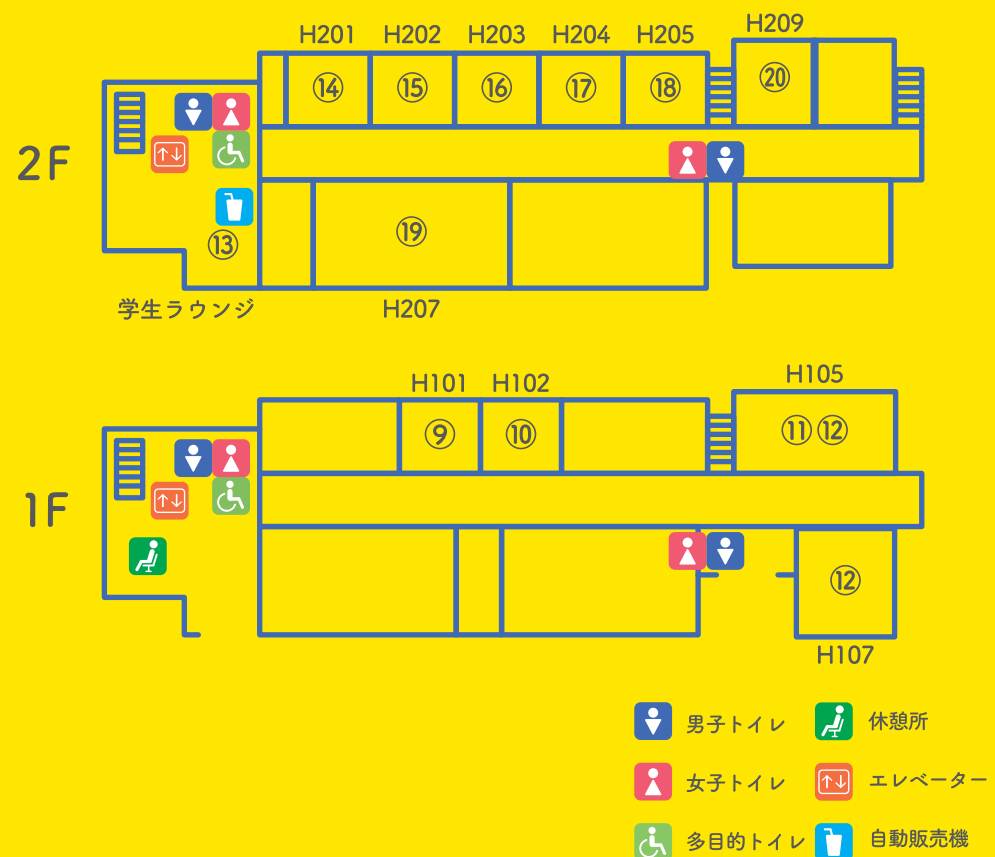 H209
H201 H202 H203 H204 H205
⑭ ⑮ ⑯ ⑰ ⑱ ⑳
2F
⑬ ⑲
学生ラウンジ H207
H105
H101 H102
⑨ ⑩ ⑪⑫
1F
⑫
H107
男子トイレ 休憩所
女子トイレ エレベーター
多目的トイレ 自動販売機